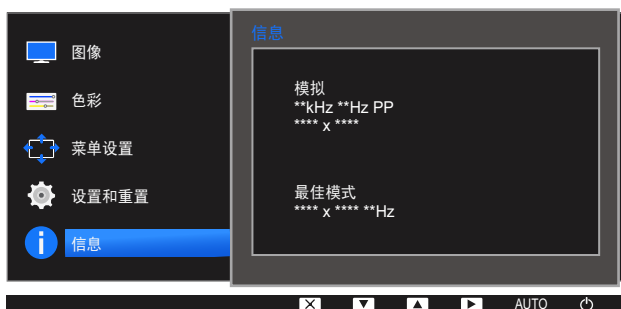 图像
色彩
菜单设置
设置和重置
信息
信息
模拟
**kHz **Hz PP
**** x ****
最佳模式
**** x **** **Hz
AUTO